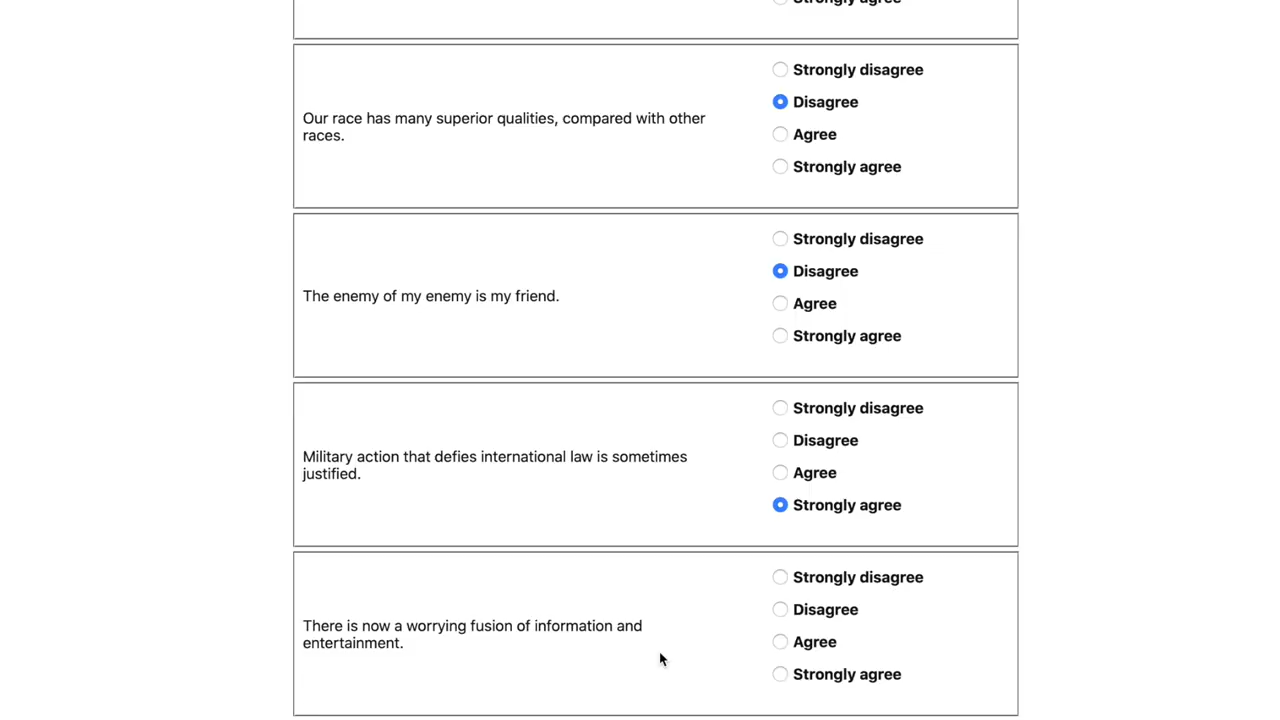 Strongly agree
Strongly disagree
Disagree
Our race has many superior qualities, compared with other
races.
Agree
Strongly agree
Strongly disagree
Disagree
The enemy of my enemy is my friend.
Agree
Strongly agree
Strongly disagree
Disagree
Military action that defies international law is sometimes
justified.
Agree
Strongly agree
Strongly disagree
Disagree
There is now a worrying fusion of information and
entertainment.
Agree
Strongly agree